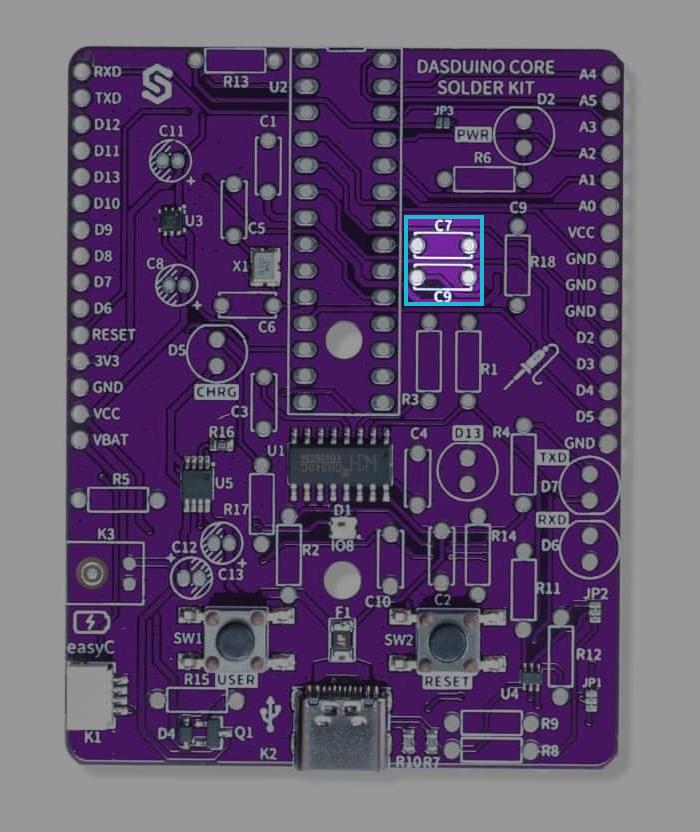 DASDUINO CORE
SOLDER KIT
RXD
TXD
D12
D11
D13
D10
D9
D8
D7
D6
RESET
3V3
GND
VCC
VBAT
A4
A5
A3
A2
A1
A0
VCC
GND
GND
GND
D2
D3
D4
D5
GND
R13
U2
JP3
D2
PWR
C11
C1
R6
U3
C5
C7
C9
X1
R18
C8
C9
C6
D5
CHRG
R1
R3
C3
R16
U1
CH340C
C4
D13
R4
TXD
D7
R5
U5
R17
D1
IO8
RXD
D6
K3
R2
R14
C12
C13
C10
C2
R11
JP2
easyC
SW1
F1
SW2
R12
USER
RESET
R15
U4
JP1
K1
D4
Q1
K2
R10
R7
R9
R8